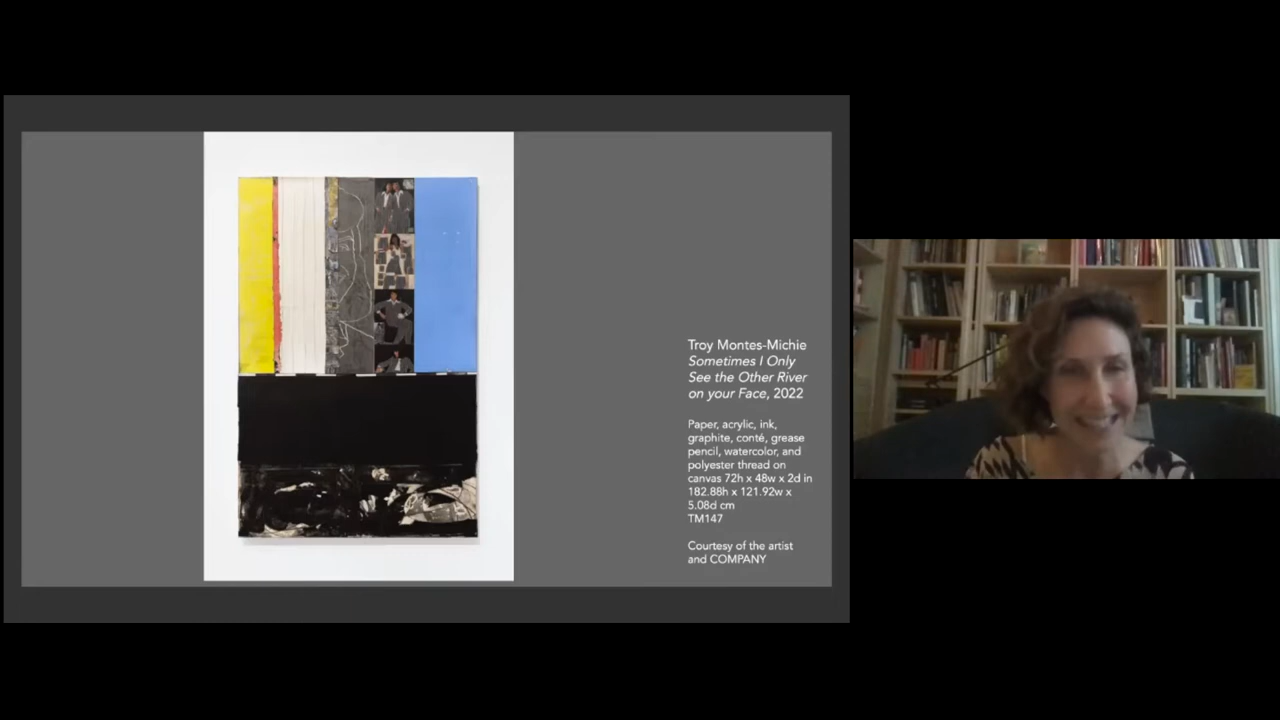 Troy Montes-Michie
Sometimes I Only
See the Other River
on your Face, 2022
Paper, acrylic, ink,
graphite, conté, grease
pencil, watercolor, and
polyester thread on
canvas 72h x 48w x 2d in
182.88h x 121.92w x
5.08d cm
TM147
Courtesy of the artist
and COMPANY